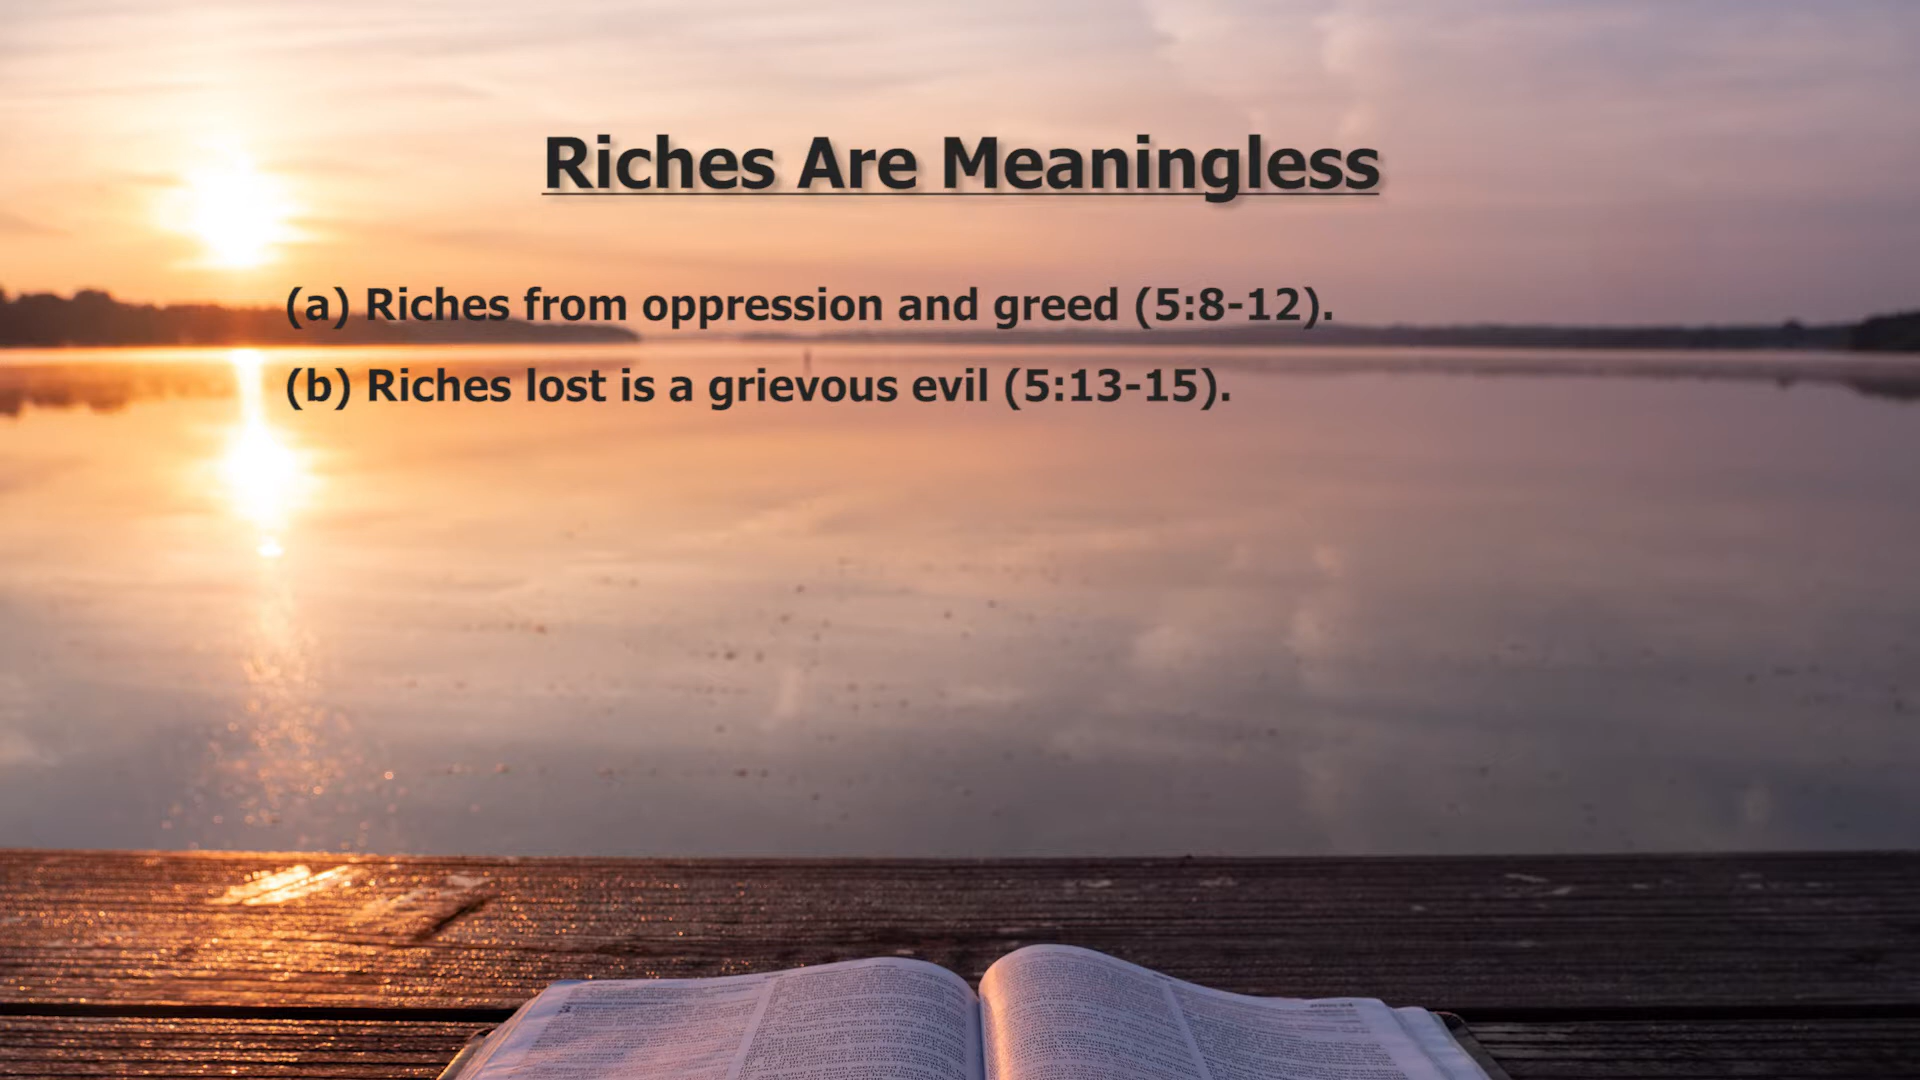 Riches Are Meaningless
(a) Riches from oppression and greed (5:8-12).
(b) Riches lost is a grievous evil (5:13-15).